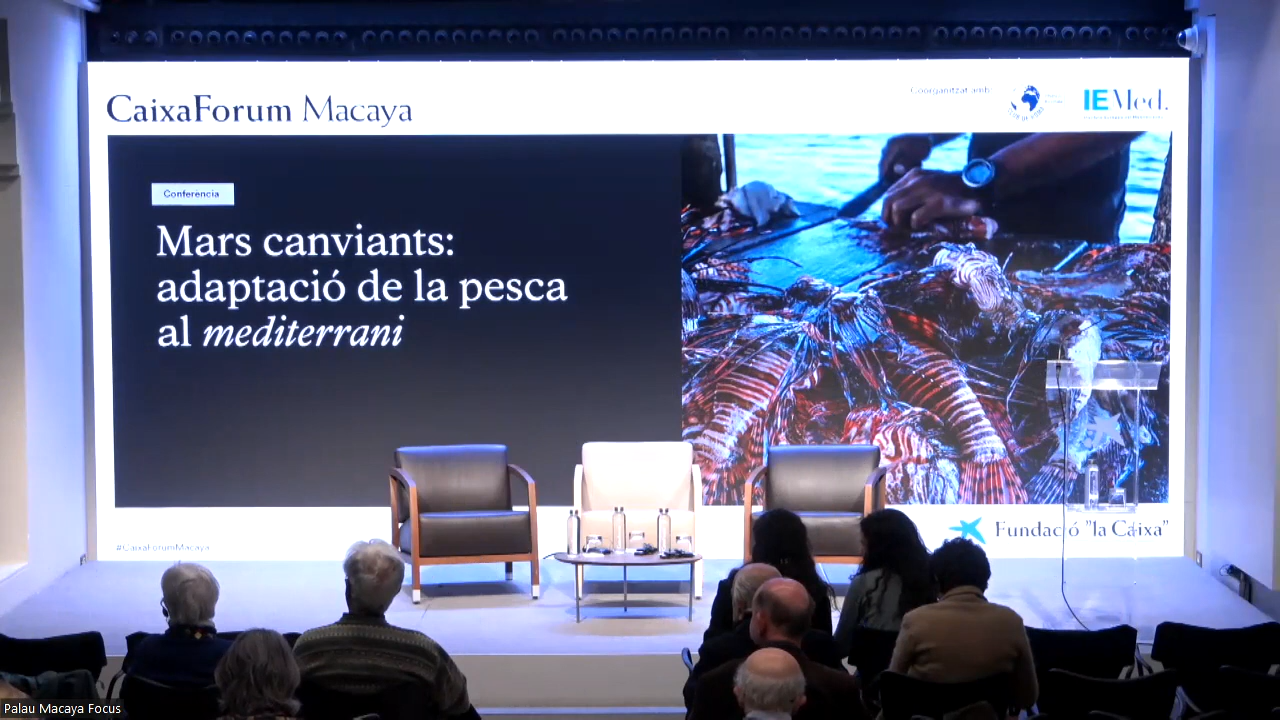 CaixaForum Macaya
Coorganitzat amb:
IEMed.
Conferència
Mars canviants:
adaptació de la pesca
al mediterrani
#CaixaForumMacaya
Fundació "la Caixa"
Palau Macaya Focus